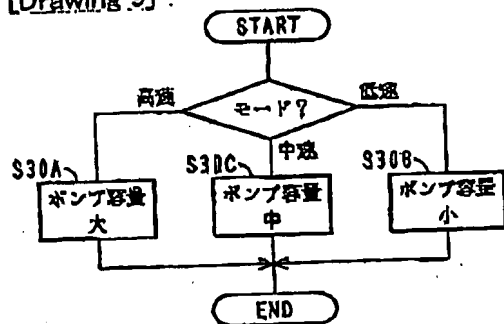 [Drawing 5]:
START
高速
モード?
低速
中速
S30A
S30C
S30B
ポンプ容量
大
ポンプ容量
中
ポンプ容量
小
END